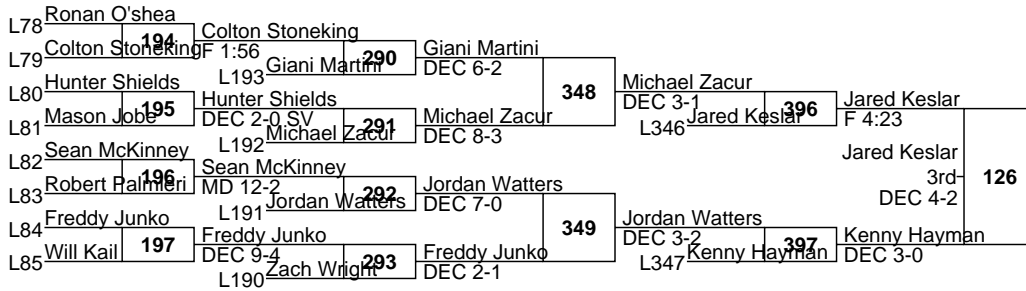 L78 Ronan O'shea
194
L79 Colton Stoneking
Colton Stoneking
F 1:56
L193 Giani Martini
290
Giani Martini
DEC 6-2
L80 Hunter Shields
195
L81 Mason Jobe
Hunter Shields
DEC 2-0 SV
L192 Michael Zacur
291
Michael Zacur
DEC 8-3
348
Michael Zacur
DEC 3-1
L346 Jared Keslar
396
Jared Keslar
F 4:23
L82 Sean McKinney
196
L83 Robert Palmieri
Sean McKinney
MD 12-2
L191 Jordan Watters
292
Jordan Watters
DEC 7-0
L84 Freddy Junko
197
L85 Will Kail
Freddy Junko
DEC 9-4
L190 Zach Wright
293
Freddy Junko
DEC 2-1
349
Jordan Watters
DEC 3-2
L347 Kenny Hayman
397
Kenny Hayman
DEC 3-0
Jared Keslar
3rd
DEC 4-2
126